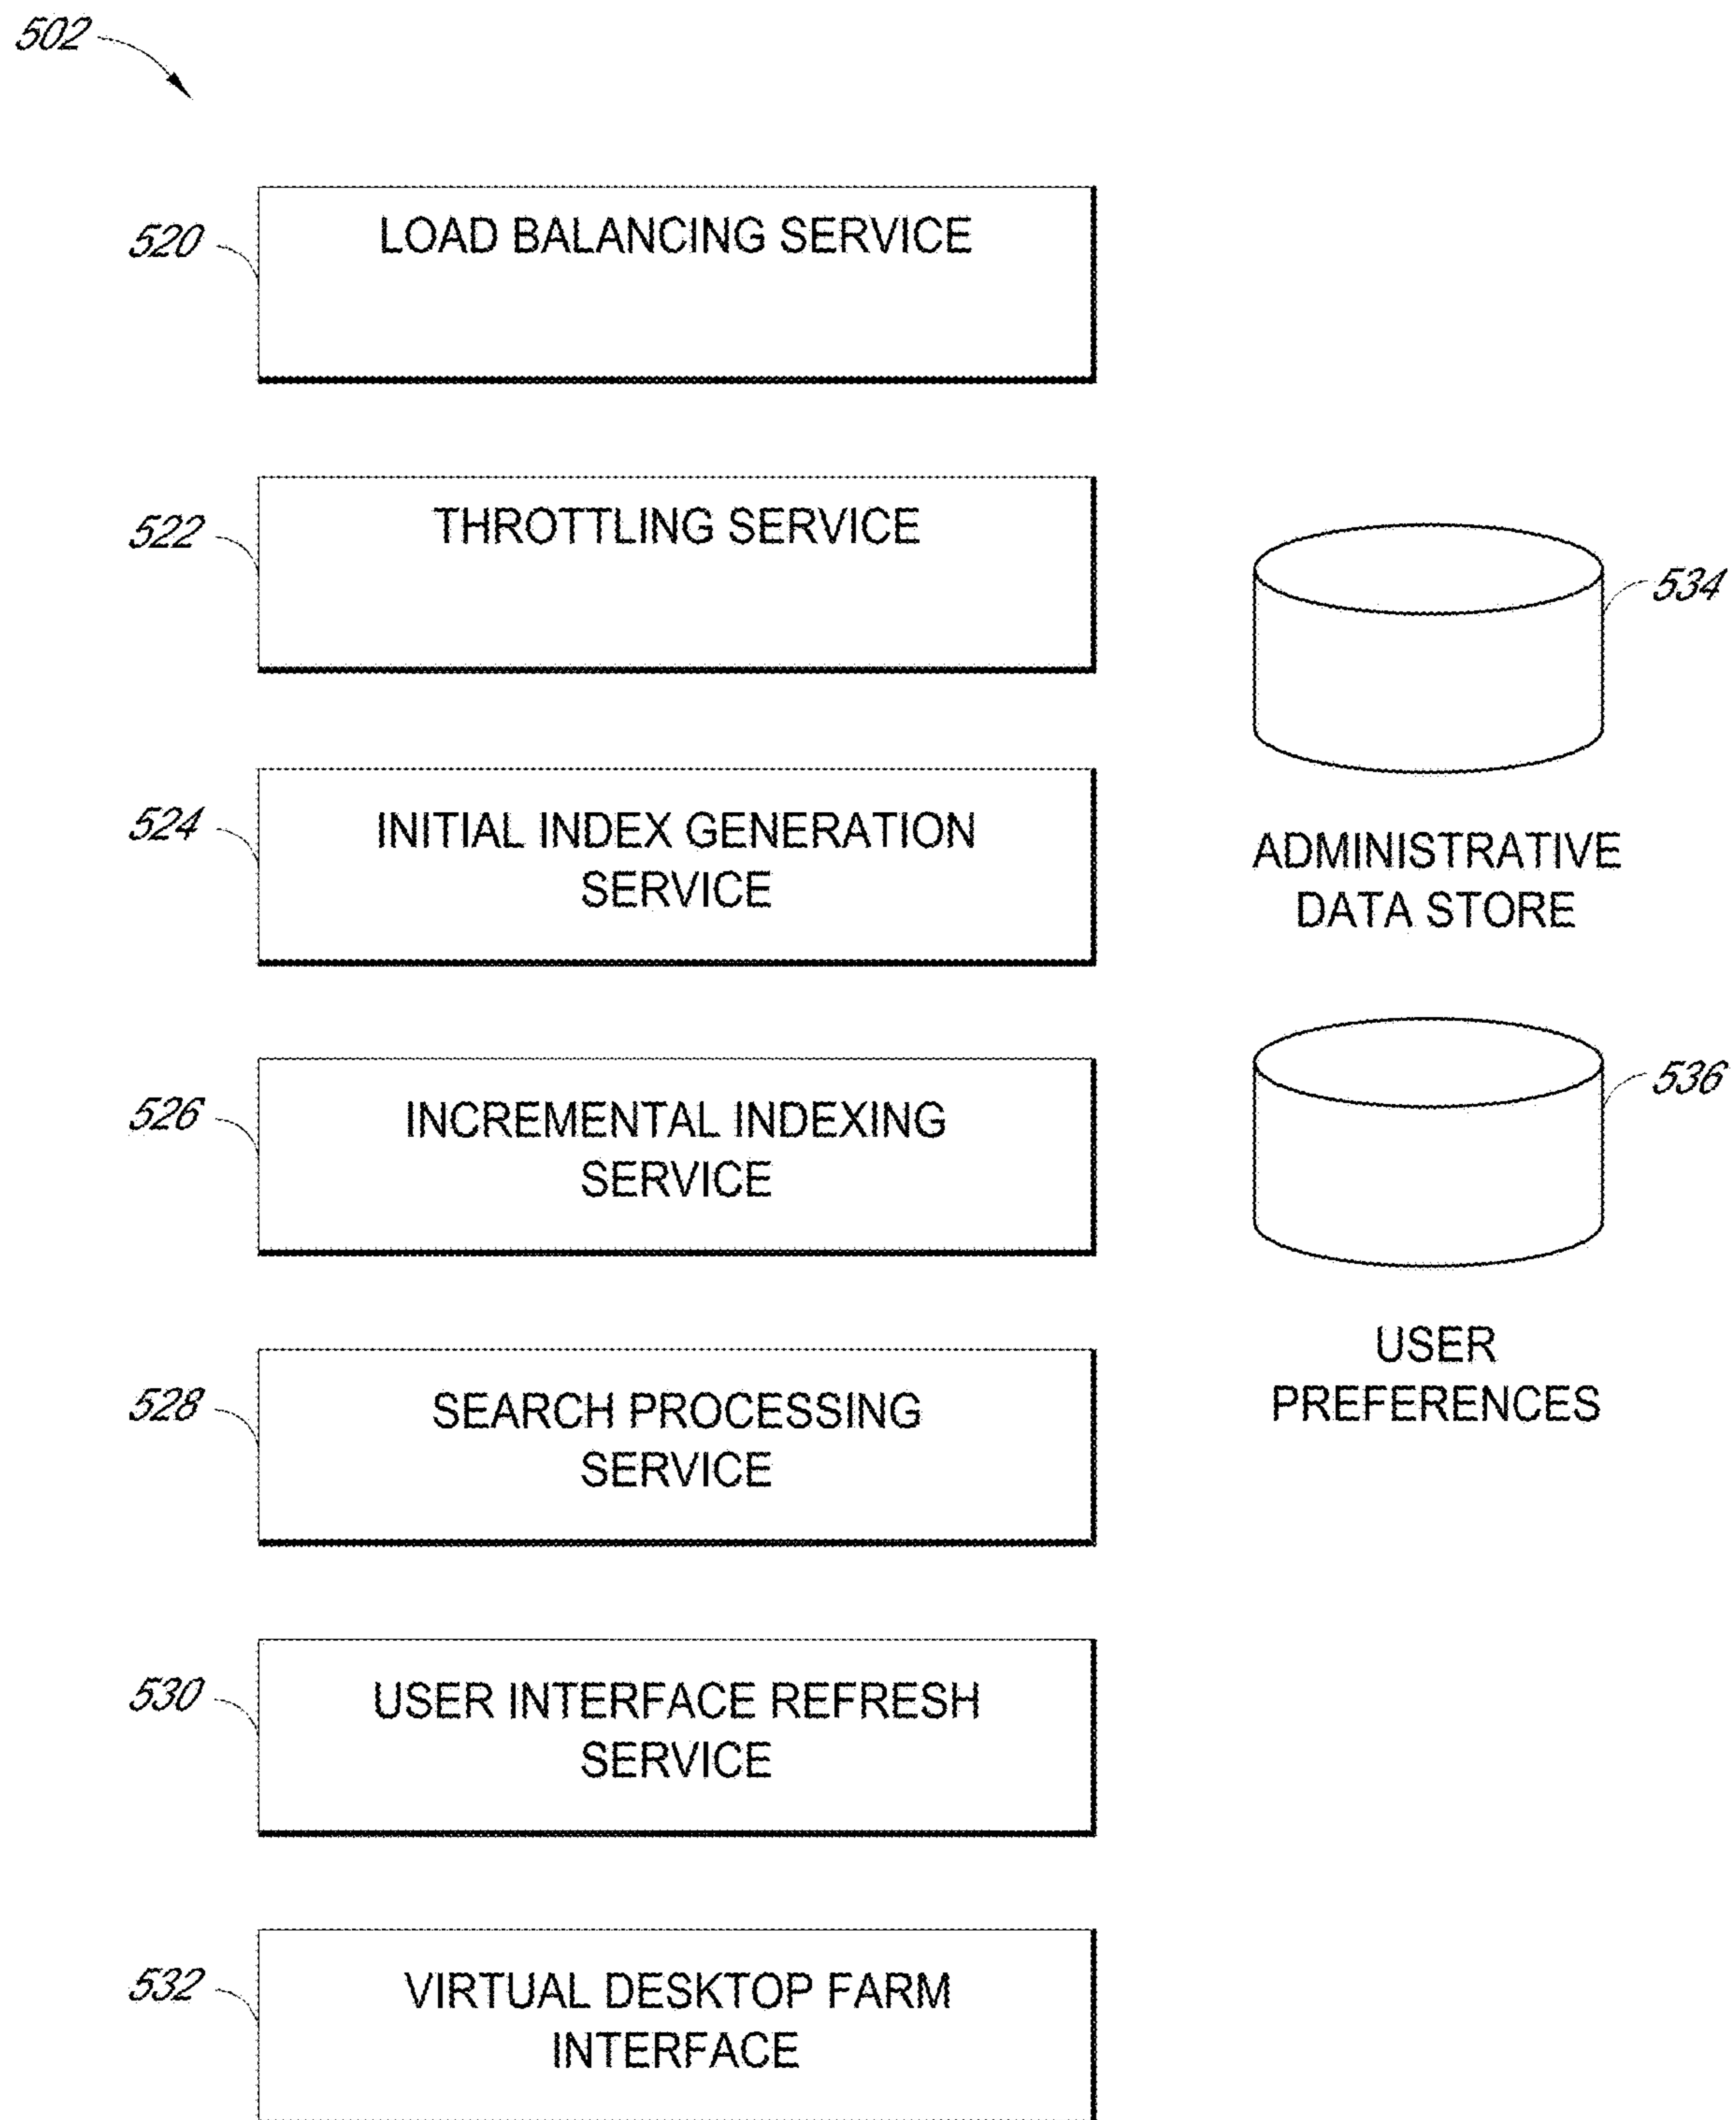 502
520
LOAD BALANCING SERVICE
522
THROTTLING SERVICE
534
524
INITIAL INDEX GENERATION
SERVICE
ADMINISTRATIVE
DATA STORE
526
INCREMENTAL INDEXING
SERVICE
536
USER
PREFERENCES
528
SEARCH PROCESSING
SERVICE
530
USER INTERFACE REFRESH
SERVICE
532
VIRTUAL DESKTOP FARM
INTERFACE